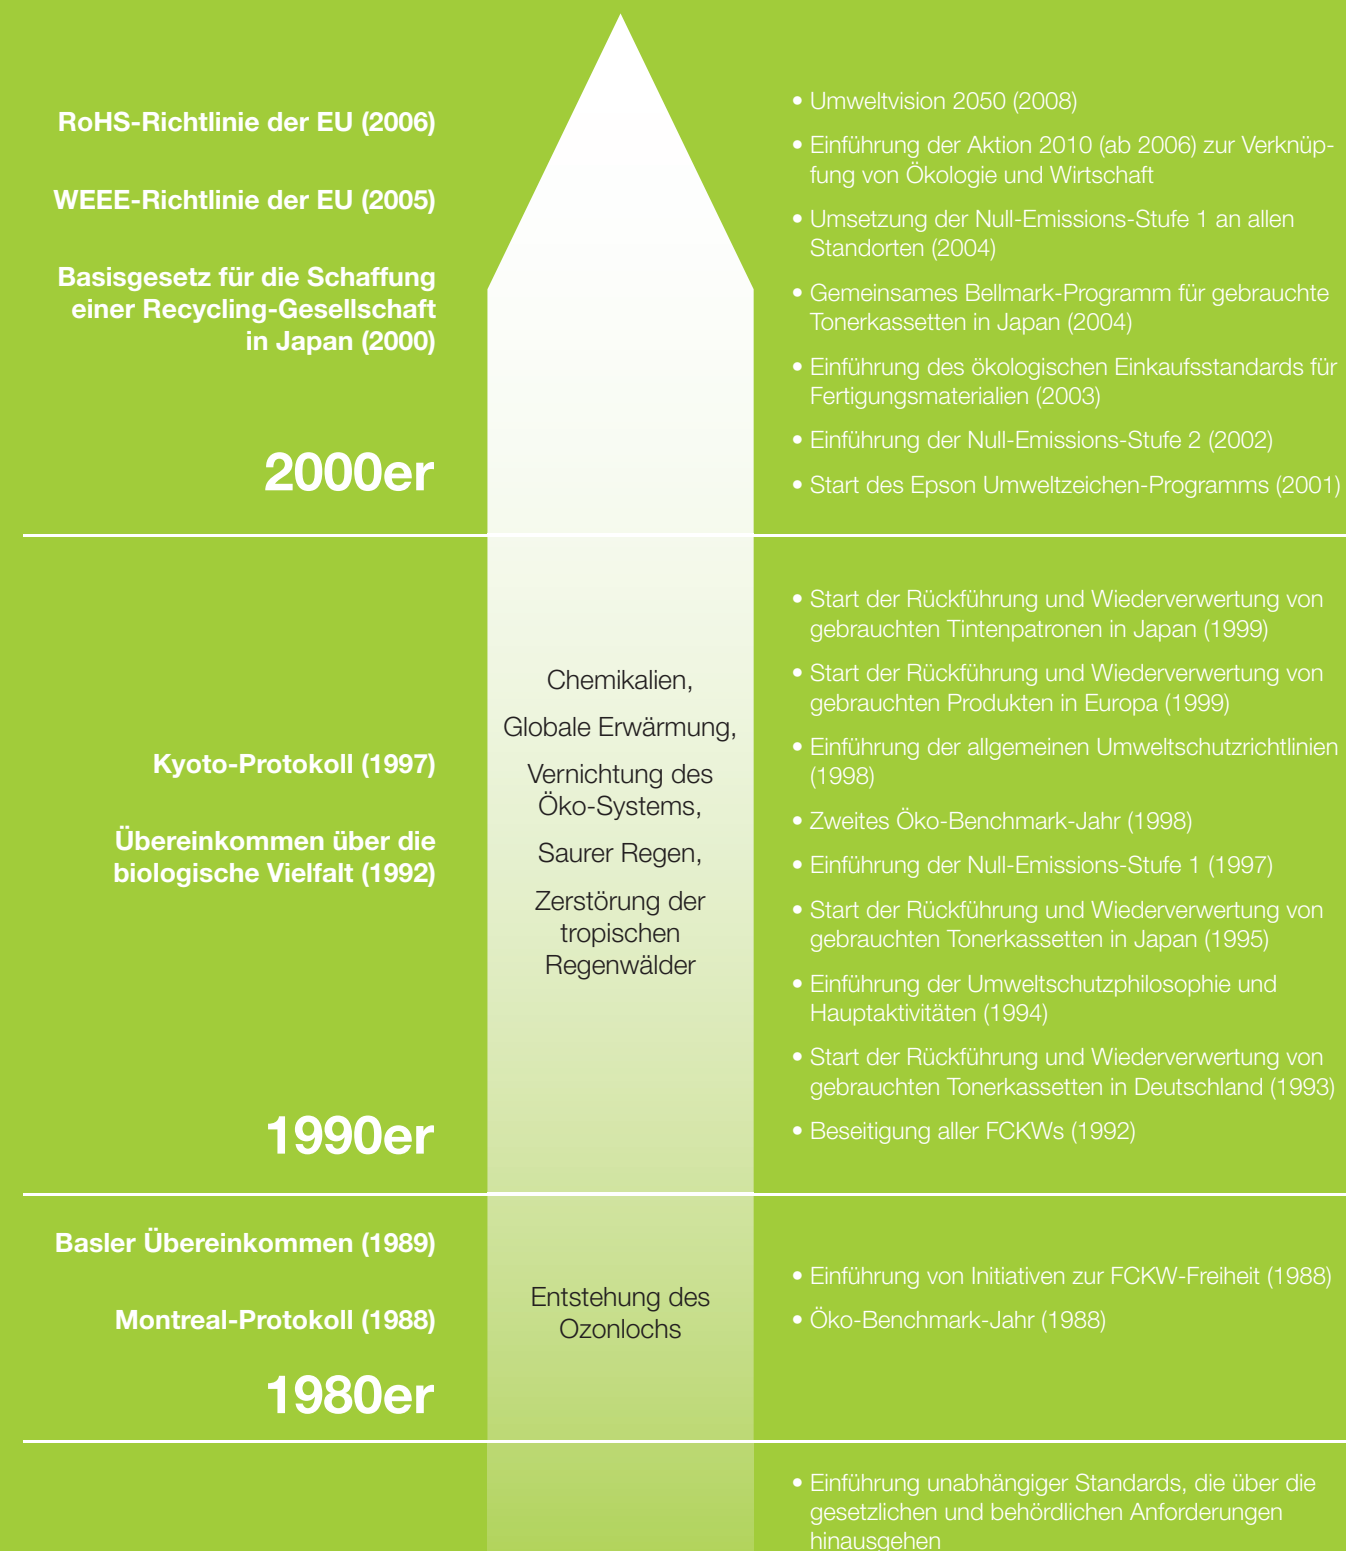 RoHS-Richtlinie der EU (2006)
WEEE-Richtlinie der EU (2005)
Basisgesetz für die Schaffung
einer Recycling-Gesellschaft
in Japan (2000)
2000er
• Umweltvision 2050 (2008)
• Einführung der Aktion 2010 (ab 2006) zur Verknüp-
fung von Ökologie und Wirtschaft
• Umsetzung der Null-Emissions-Stufe 1 an allen
Standorten (2004)
• Gemeinsames Bellmark-Programm für gebrauchte
Tonerkassetten in Japan (2004)
• Einführung des ökologischen Einkaufsstandards für
Fertigungsmaterialien (2003)
• Einführung der Null-Emissions-Stufe 2 (2002)
• Start des Epson Umweltzeichen-Programms (2001)
Kyoto-Protokoll (1997)
Übereinkommen über die
biologische Vielfalt (1992)
1990er
Chemikalien,
Globale Erwärmung,
Vernichtung des
Öko-Systems,
Saurer Regen,
Zerstörung der
tropischen
Regenwälder
• Start der Rückführung und Wiederverwertung von
gebrauchten Tintenpatronen in Japan (1999)
• Start der Rückführung und Wiederverwertung von
gebrauchten Produkten in Europa (1999)
• Einführung der allgemeinen Umweltschutzrichtlinien
(1998)
• Zweites Öko-Benchmark-Jahr (1998)
• Einführung der Null-Emissions-Stufe 1 (1997)
• Start der Rückführung und Wiederverwertung von
gebrauchten Tonerkassetten in Japan (1995)
• Einführung der Umweltschutzphilosophie und
Hauptaktivitäten (1994)
• Start der Rückführung und Wiederverwertung von
gebrauchten Tonerkassetten in Deutschland (1993)
• Beseitigung aller FCKWs (1992)
Basler Übereinkommen (1989)
Montreal-Protokoll (1988)
1980er
Entstehung des
Ozonlochs
• Einführung von Initiativen zur FCKW-Freiheit (1988)
• Öko-Benchmark-Jahr (1988)
• Einführung unabhängiger Standards, die über die
gesetzlichen und behördlichen Anforderungen
hinausgehen